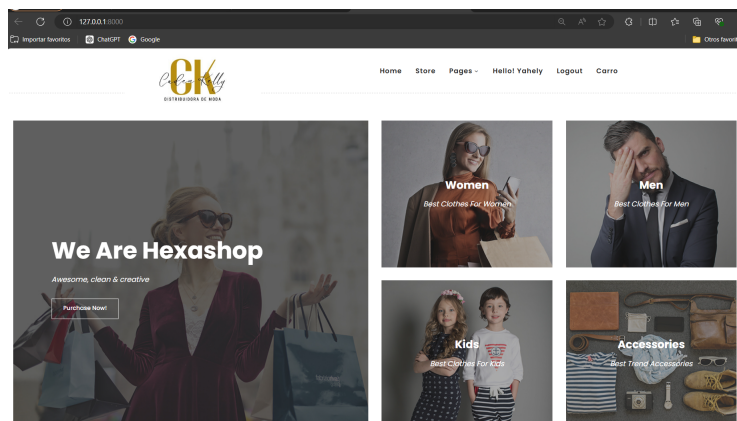 127.0.0.1:8000
Importar favoritos
ChatGPT
Google
Otros favorit
CK
DISTRIBUIDORA DE MODA
Home
Store
Pages
Hello! Yahely
Logout
Carro
We Are Hexashop
Awesome, clean & creative
Purchase Now!
Women
Best Clothes For Women
Men
Best Clothes For Men
Kids
Best Clothes For Kids
Accessories
Best Trend Accessories